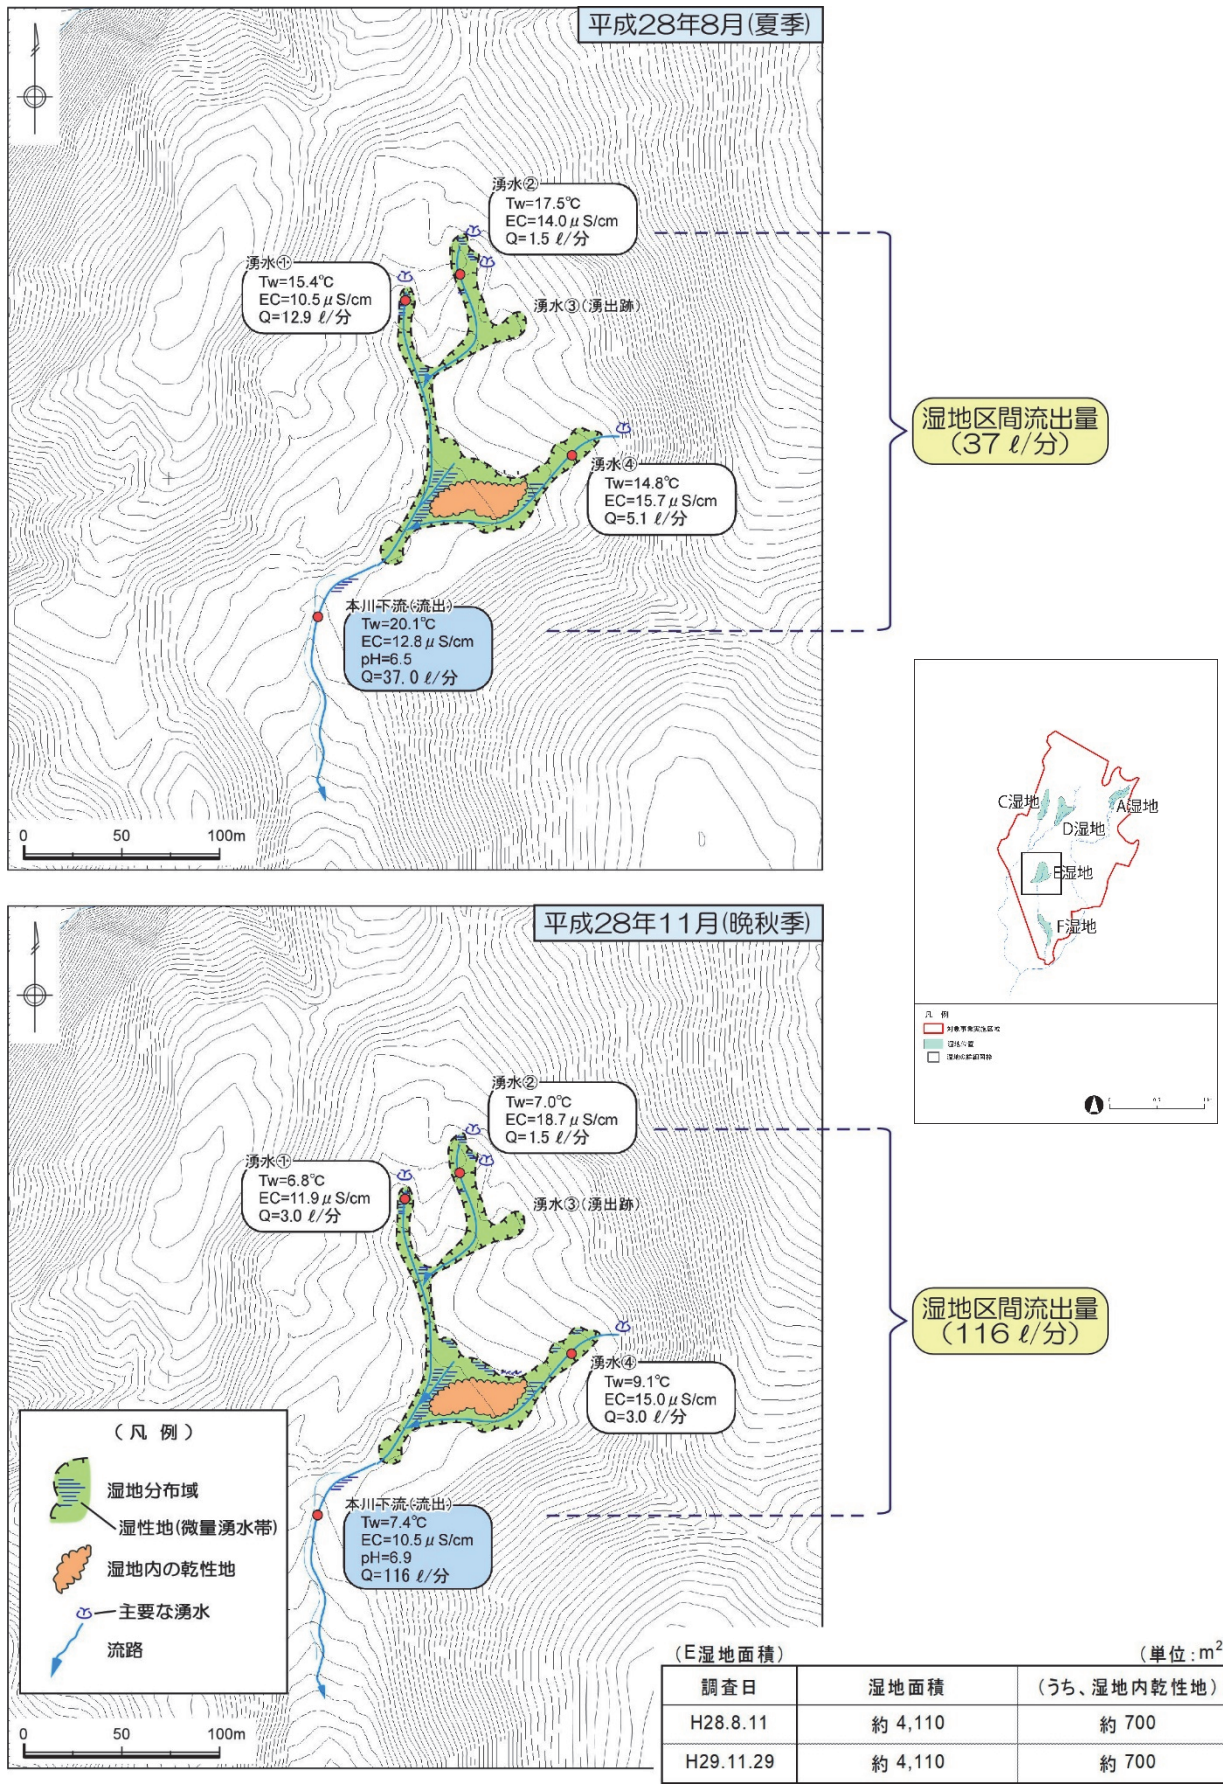 平成28年8月(夏季)
湧水②
Tw=17.5℃
EC=14.0μS/cm
Q=1.5 ℓ/分
湧水①
Tw=15.4℃
EC=10.5μS/cm
Q=12.9 ℓ/分
湧水③(湧出跡)
湿地区間流出量
(37 ℓ/分)
湧水④
Tw=14.8℃
EC=15.7μS/cm
Q=5.1 ℓ/分
本川下流(流出)
Tw=20.1℃
EC=12.8μS/cm
pH=6.5
Q=37.0 ℓ/分
0 50 100m
C湿地
A湿地
D湿地
E湿地
F湿地
凡 例
湿地位置
平成28年11月(晩秋季)
湧水②
Tw=7.0℃
EC=18.7μS/cm
Q=1.5 ℓ/分
湧水①
Tw=6.8℃
EC=11.9μS/cm
Q=3.0 ℓ/分
湧水③(湧出跡)
湿地区間流出量
(116 ℓ/分)
湧水④
Tw=9.1℃
EC=15.0μS/cm
Q=3.0 ℓ/分
本川下流(流出)
Tw=7.4℃
EC=10.5μS/cm
pH=6.9
Q=116 ℓ/分
(凡 例)
湿地分布域
湿性地(微量湧水帯)
湿地内の乾性地
主要な湧水
流路
0 50 100m
(E湿地面積) (単位:m²)
調査日 湿地面積 (うち、湿地内乾性地)
H28.8.11 約 4,110 約 700
H29.11.29 約 4,110 約 700